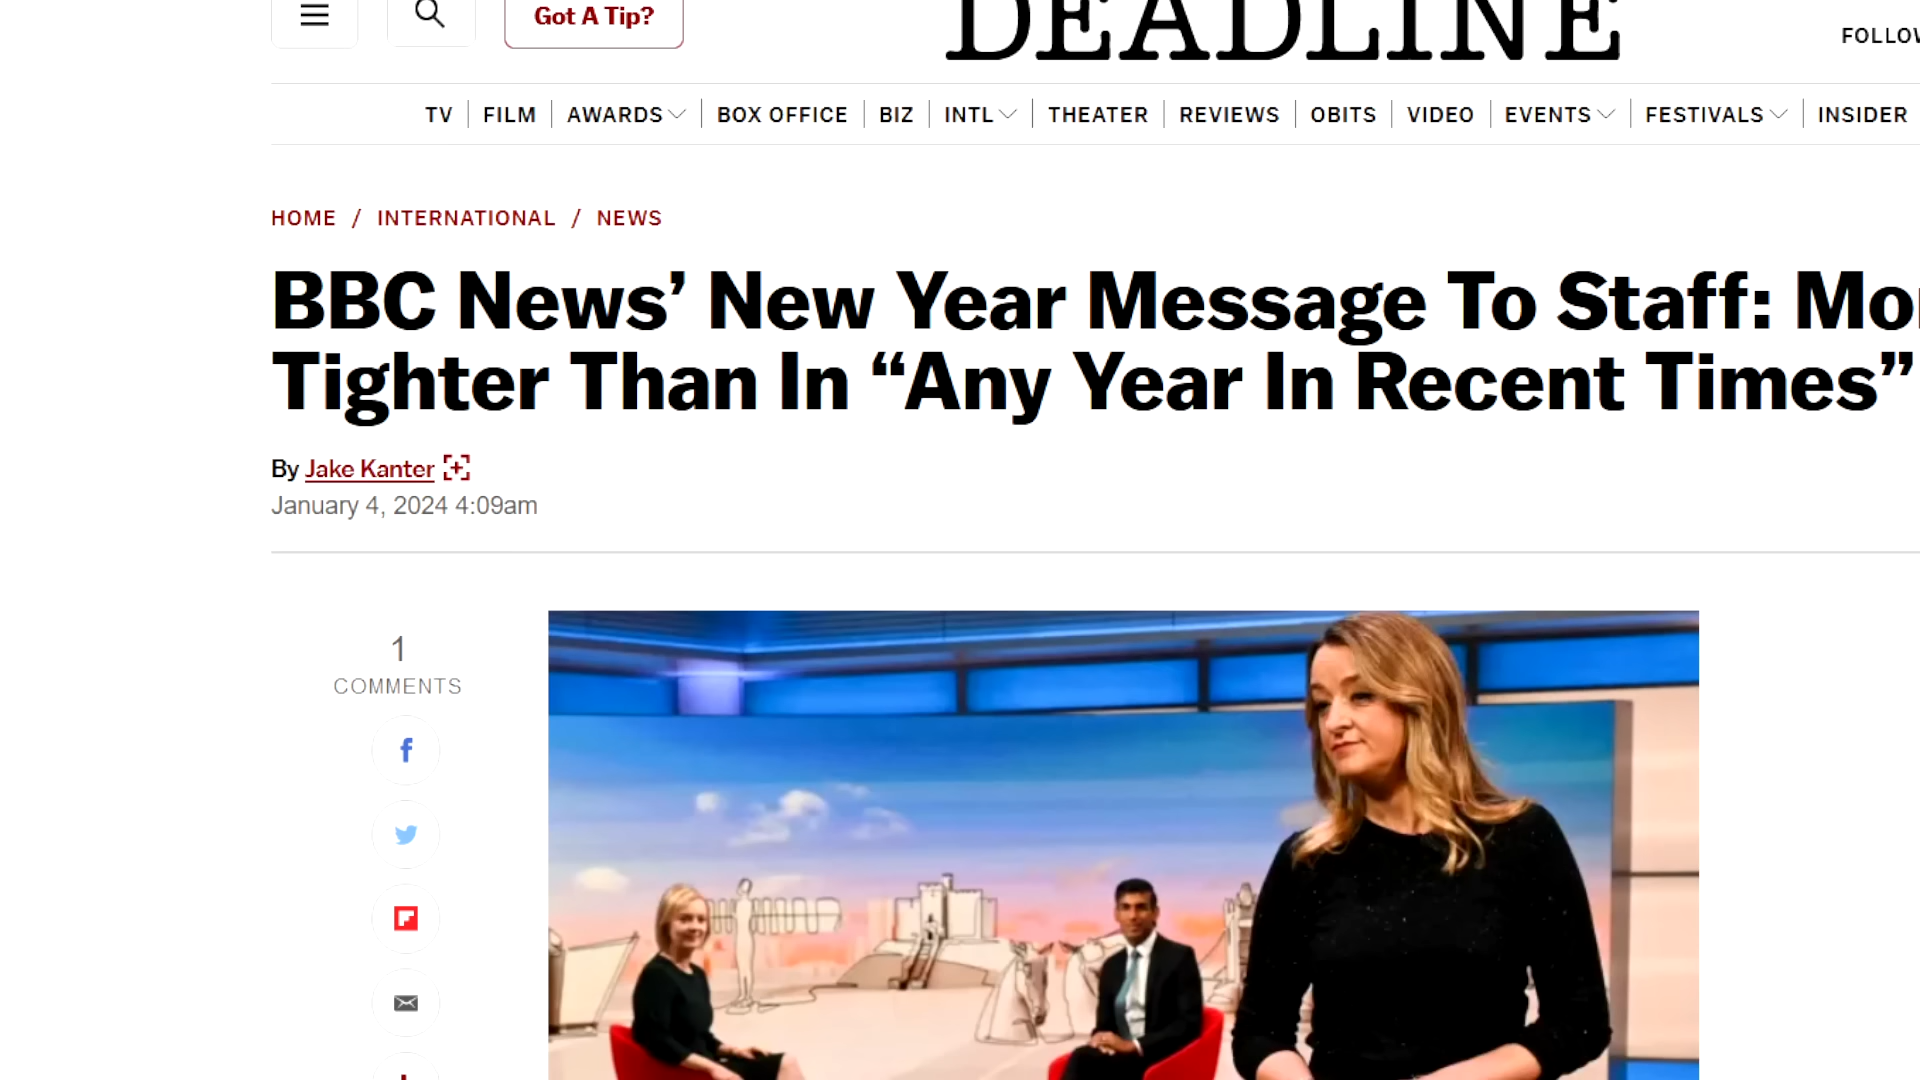 Got A Tip?
DEADLINE
TV
FILM
AWARDS
BOX OFFICE
BIZ
INTL
THEATER
REVIEWS
OBITS
VIDEO
EVENTS
FESTIVALS
INSIDER
HOME / INTERNATIONAL / NEWS
BBC News’ New Year Message To Staff:
Tighter Than In “Any Year In Recent Times”
By Jake Kanter
January 4, 2024 4:09am
1
COMMENTS